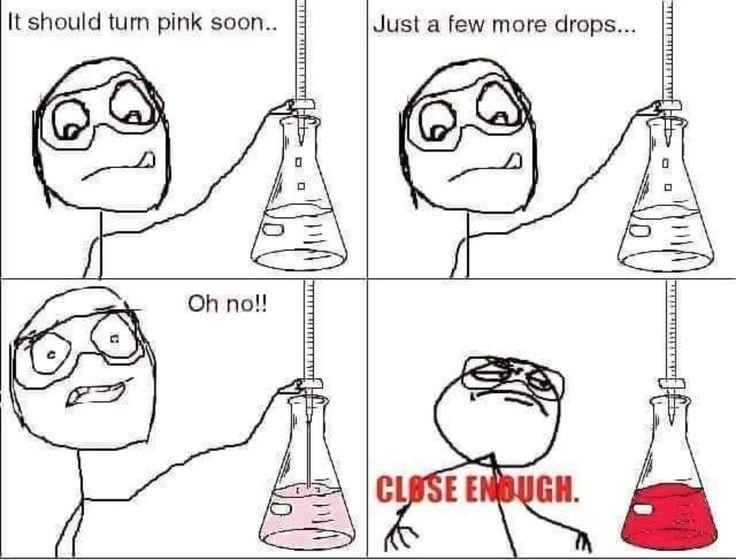 It should turn pink soon..
Just a few more drops...
Oh no!!
CLOSE ENOUGH.